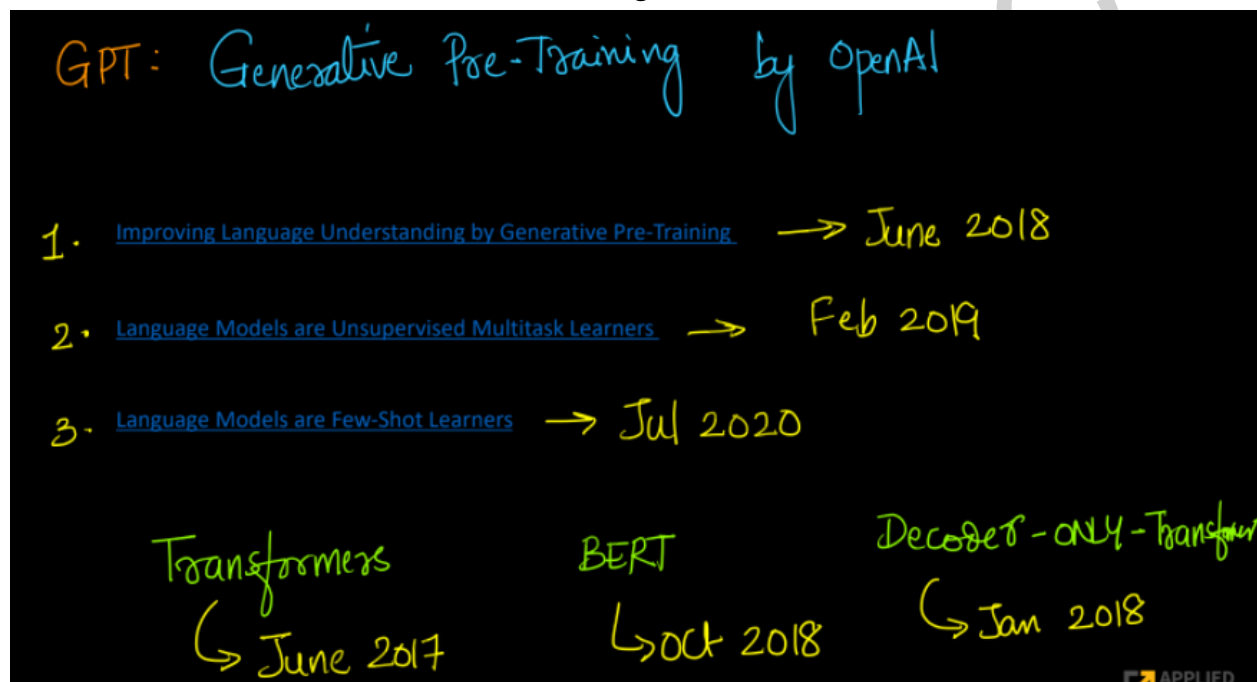 GPT: Generative Pre-Training by OpenAI
1. Improving Language Understanding by Generative Pre-Training → June 2018
2. Language Models are Unsupervised Multitask Learners → Feb 2019
3. Language Models are Few-Shot Learners → Jul 2020
Transformers BERT Decoder-ONLY-Transformer
June 2017 Oct 2018 Jan 2018
APPLIED